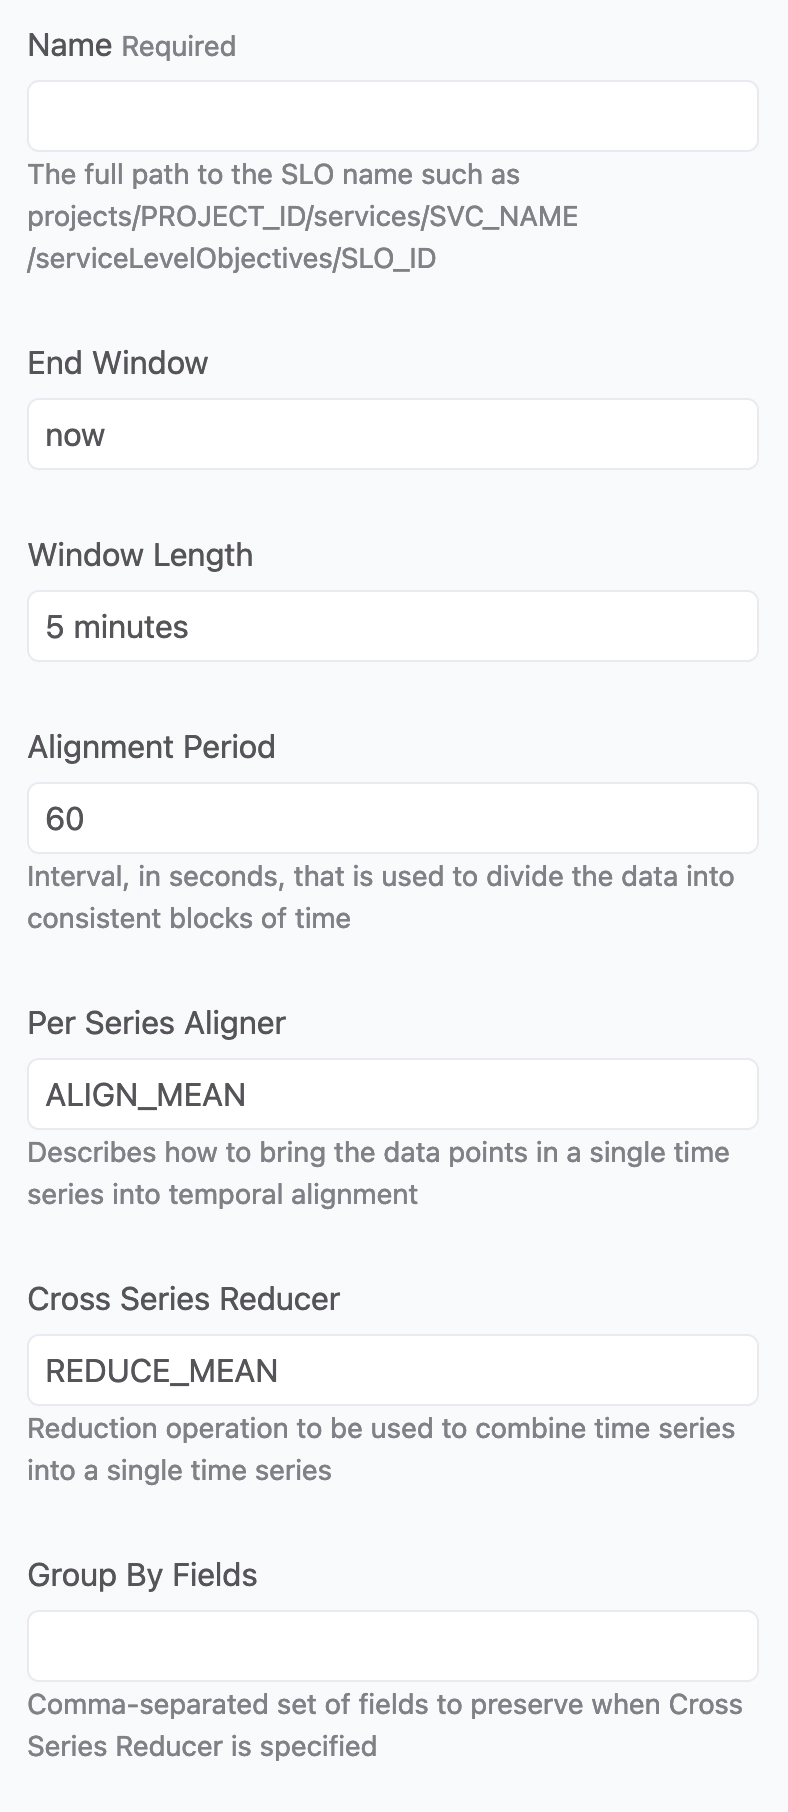 Name Required
The full path to the SLO name such as
projects/PROJECT_ID/services/SVC_NAME
/serviceLevelObjectives/SLO_ID
End Window
now
Window Length
5 minutes
Alignment Period
60
Interval, in seconds, that is used to divide the data into
consistent blocks of time
Per Series Aligner
ALIGN_MEAN
Describes how to bring the data points in a single time
series into temporal alignment
Cross Series Reducer
REDUCE_MEAN
Reduction operation to be used to combine time series
into a single time series
Group By Fields
Comma-separated set of fields to preserve when Cross
Series Reducer is specified